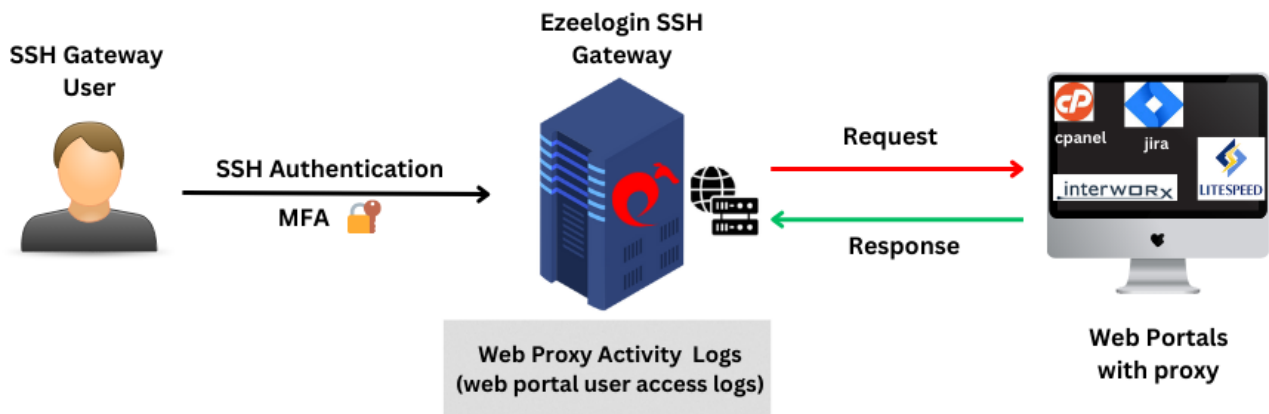 SSH Gateway
User
SSH Authentication
MFA
Ezeelogin SSH
Gateway
Web Proxy Activity Logs
(web portal user access logs)
Request
Response
cP
cpanel
jira
.interworx
LITESPEED
Web Portals
with proxy